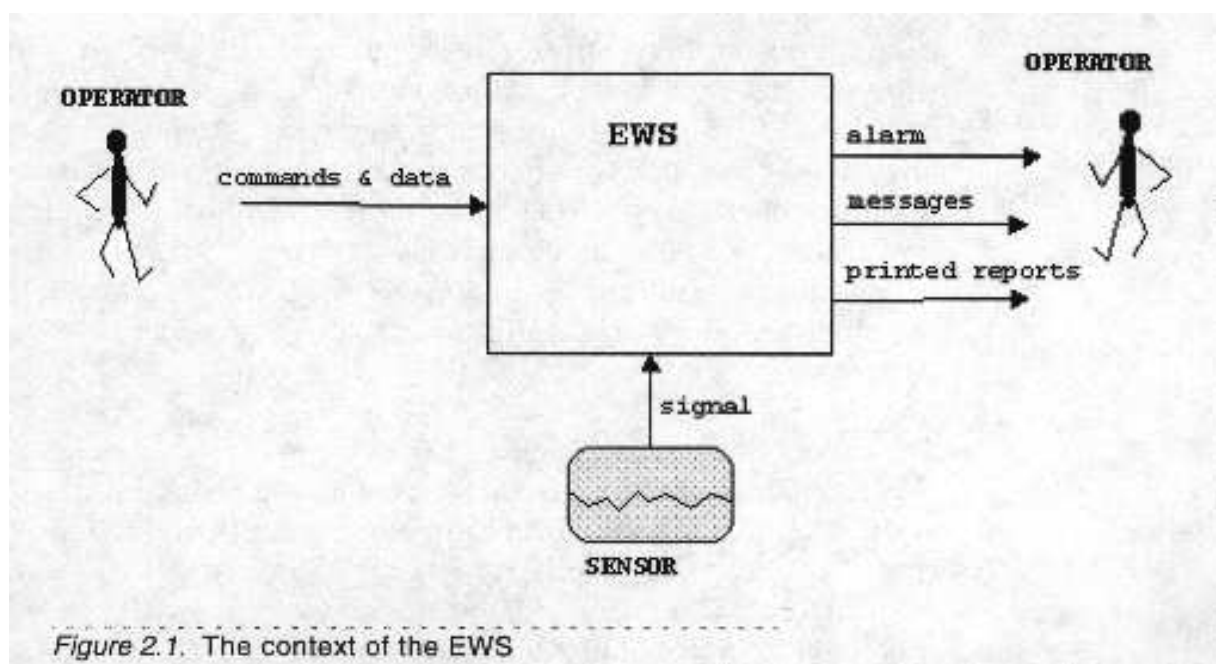 OPERATOR
OPERATOR
EWS
alarm
commands & data
messages
printed reports
signal
SENSOR
Figure 2.1. The context of the EWS